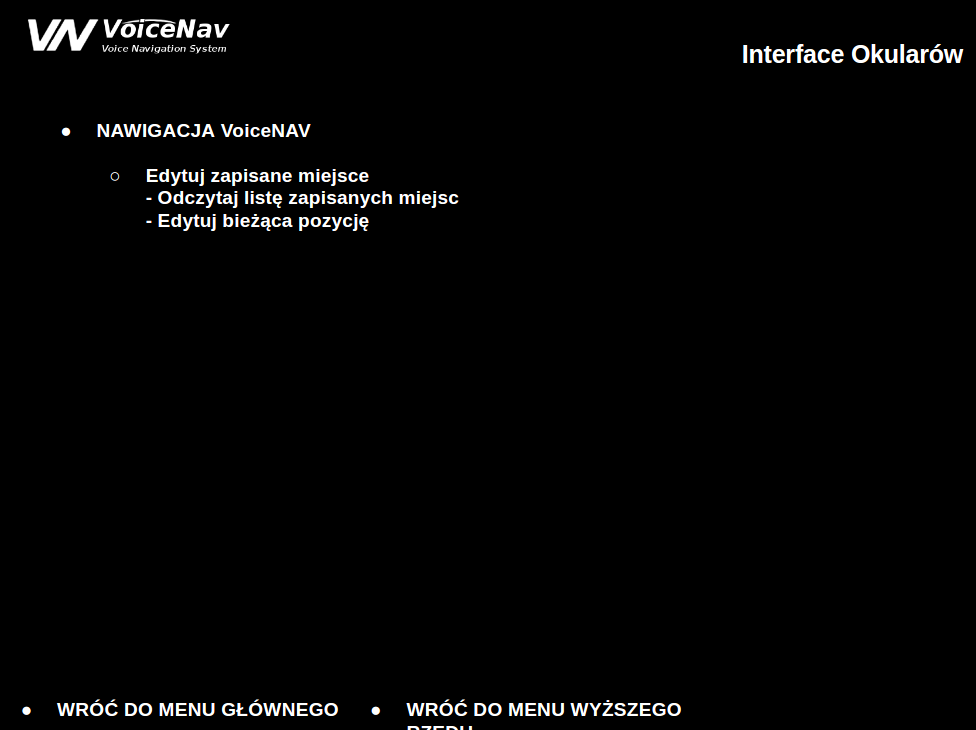 VN VoiceNav
Voice Navigation System
Interface Okularów
● NAWIGACJA VoiceNAV
○ Edytuj zapisane miejsce
- Odczytaj listę zapisanych miejsc
- Edytuj bieżąca pozycję
● WRÓĆ DO MENU GŁÓWNEGO ● WRÓĆ DO MENU WYŻSZEGO